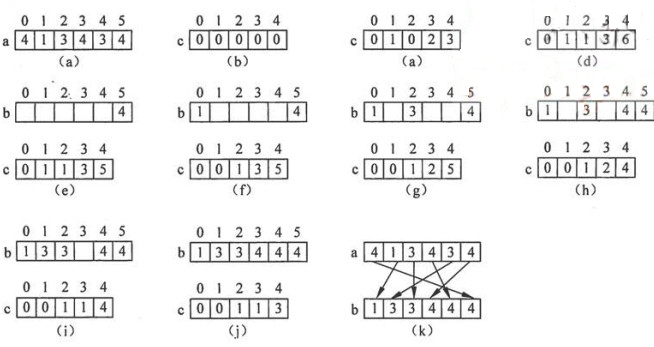 0 1 2 3 4 5 0 1 2 3 4 0 1 2 3 4 0 1 2 3 4
a 4 1 3 4 3 4 c 0 0 0 0 0 c 0 1 0 2 3 c 0 1 1 3 6
(a) (b) (a) (d)
0 1 2 3 4 5 0 1 2 3 4 5 0 1 2 3 4 5 0 1 2 3 4 5
b 4 b 1 4 b 1 3 4 b 1 3 4 4
0 1 2 3 4 0 1 2 3 4 0 1 2 3 4 0 1 2 3 4
c 0 1 1 3 5 c 0 0 1 3 5 c 0 0 1 2 5 c 0 0 1 2 4
(e) (f) (g) (h)
0 1 2 3 4 5 0 1 2 3 4 5
b 1 3 3 4 4 b 1 3 3 4 4 4 a 4 1 3 4 3 4
0 1 2 3 4 0 1 2 3 4
c 0 0 1 1 4 c 0 0 1 1 3 b 1 3 3 4 4 4
(i) (j) (k)